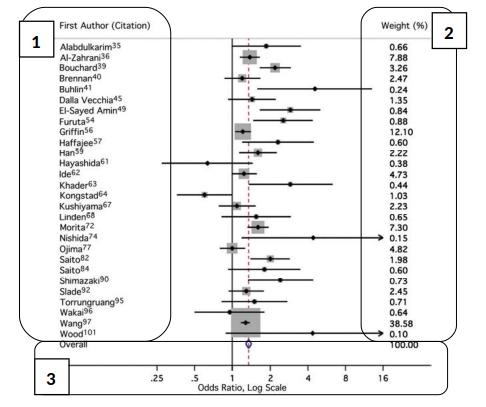 1
First Author (Citation) Weight (%)
2
Alabdulkarim35 0.66
Al-Zahrani36 7.88
Bouchard39 3.26
Brennan40 2.47
Buhlin41 0.24
Dalla Vecchia45 1.35
El-Sayed Amin49 0.84
Furuta54 0.88
Griffin56 12.10
Haffajee57 0.60
Han59 2.22
Hayashida61 0.38
Ide62 4.73
Khader63 0.44
Kongstad64 1.03
Kushiyama67 2.23
Linden68 0.65
Morita72 7.30
Nishida74 0.15
Ojima77 4.82
Saito82 1.98
Saito84 0.60
Shimazaki90 0.73
Slade92 2.45
Torrungruang95 0.71
Wakai96 0.64
Wang97 38.58
Wood101 0.10
Overall 100.00
3
.25 .5 1 2 4 8 16
Odds Ratio, Log Scale